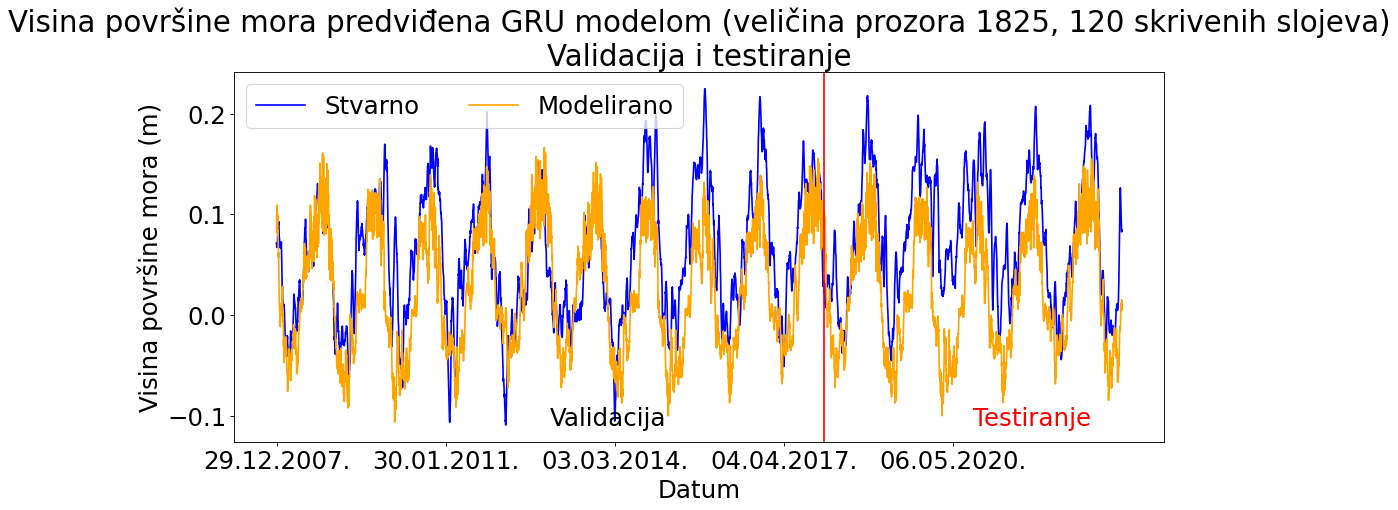 Visina površine mora predviđena GRU modelom (veličina prozora 1825, 120 skrivenih slojeva)
Validacija i testiranje
Stvarno
Modelirano
Visina površine mora (m)
0.2
0.1
0.0
−0.1
Validacija
Testiranje
29.12.2007.
30.01.2011.
03.03.2014.
04.04.2017.
06.05.2020.
Datum